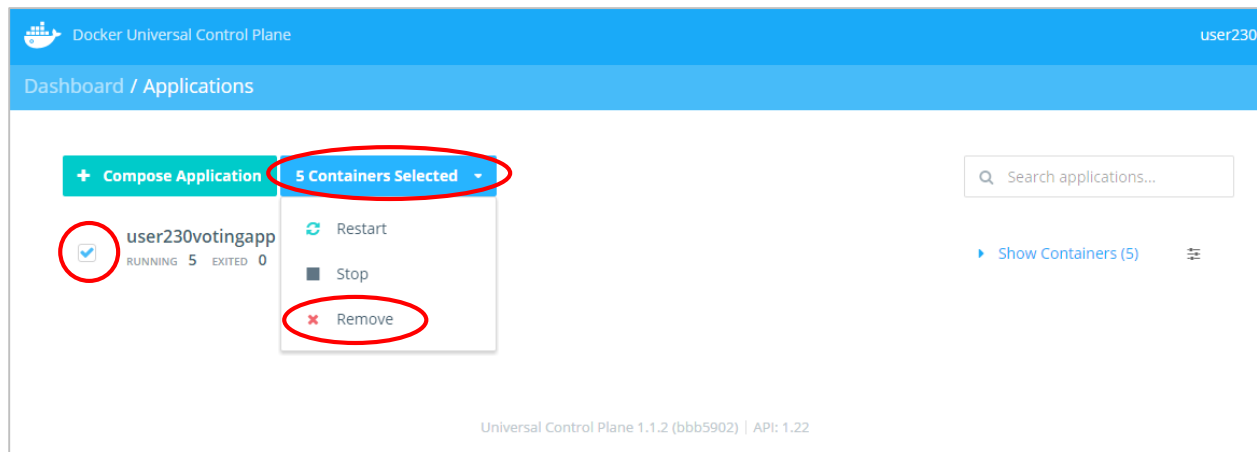 Docker Universal Control Plane
user230
Dashboard / Applications
+ Compose Application
5 Containers Selected
Search applications...
user230votingapp
RUNNING 5 EXITED 0
Restart
Stop
Remove
Show Containers (5)
Universal Control Plane 1.1.2 (bbb5902) | API: 1.22